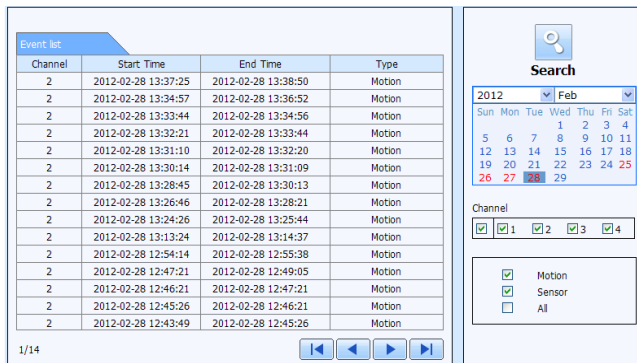 Event list
Channel Start Time End Time Type
2 2012-02-28 13:37:25 2012-02-28 13:38:50 Motion
2 2012-02-28 13:34:57 2012-02-28 13:36:52 Motion
2 2012-02-28 13:33:44 2012-02-28 13:34:56 Motion
2 2012-02-28 13:32:21 2012-02-28 13:33:44 Motion
2 2012-02-28 13:31:10 2012-02-28 13:32:20 Motion
2 2012-02-28 13:30:14 2012-02-28 13:31:09 Motion
2 2012-02-28 13:28:45 2012-02-28 13:30:13 Motion
2 2012-02-28 13:26:46 2012-02-28 13:28:21 Motion
2 2012-02-28 13:24:26 2012-02-28 13:25:44 Motion
2 2012-02-28 13:13:24 2012-02-28 13:14:37 Motion
2 2012-02-28 12:54:14 2012-02-28 12:55:38 Motion
2 2012-02-28 12:47:21 2012-02-28 12:49:05 Motion
2 2012-02-28 12:46:21 2012-02-28 12:47:21 Motion
2 2012-02-28 12:45:26 2012-02-28 12:46:21 Motion
2 2012-02-28 12:43:49 2012-02-28 12:45:26 Motion
1/14
Search
2012 Feb
Sun Mon Tue Wed Thu Fri Sat
1 2 3 4
5 6 7 8 9 10 11
12 13 14 15 16 17 18
19 20 21 22 23 24 25
26 27 28 29
Channel
1 2 3 4
Motion
Sensor
All